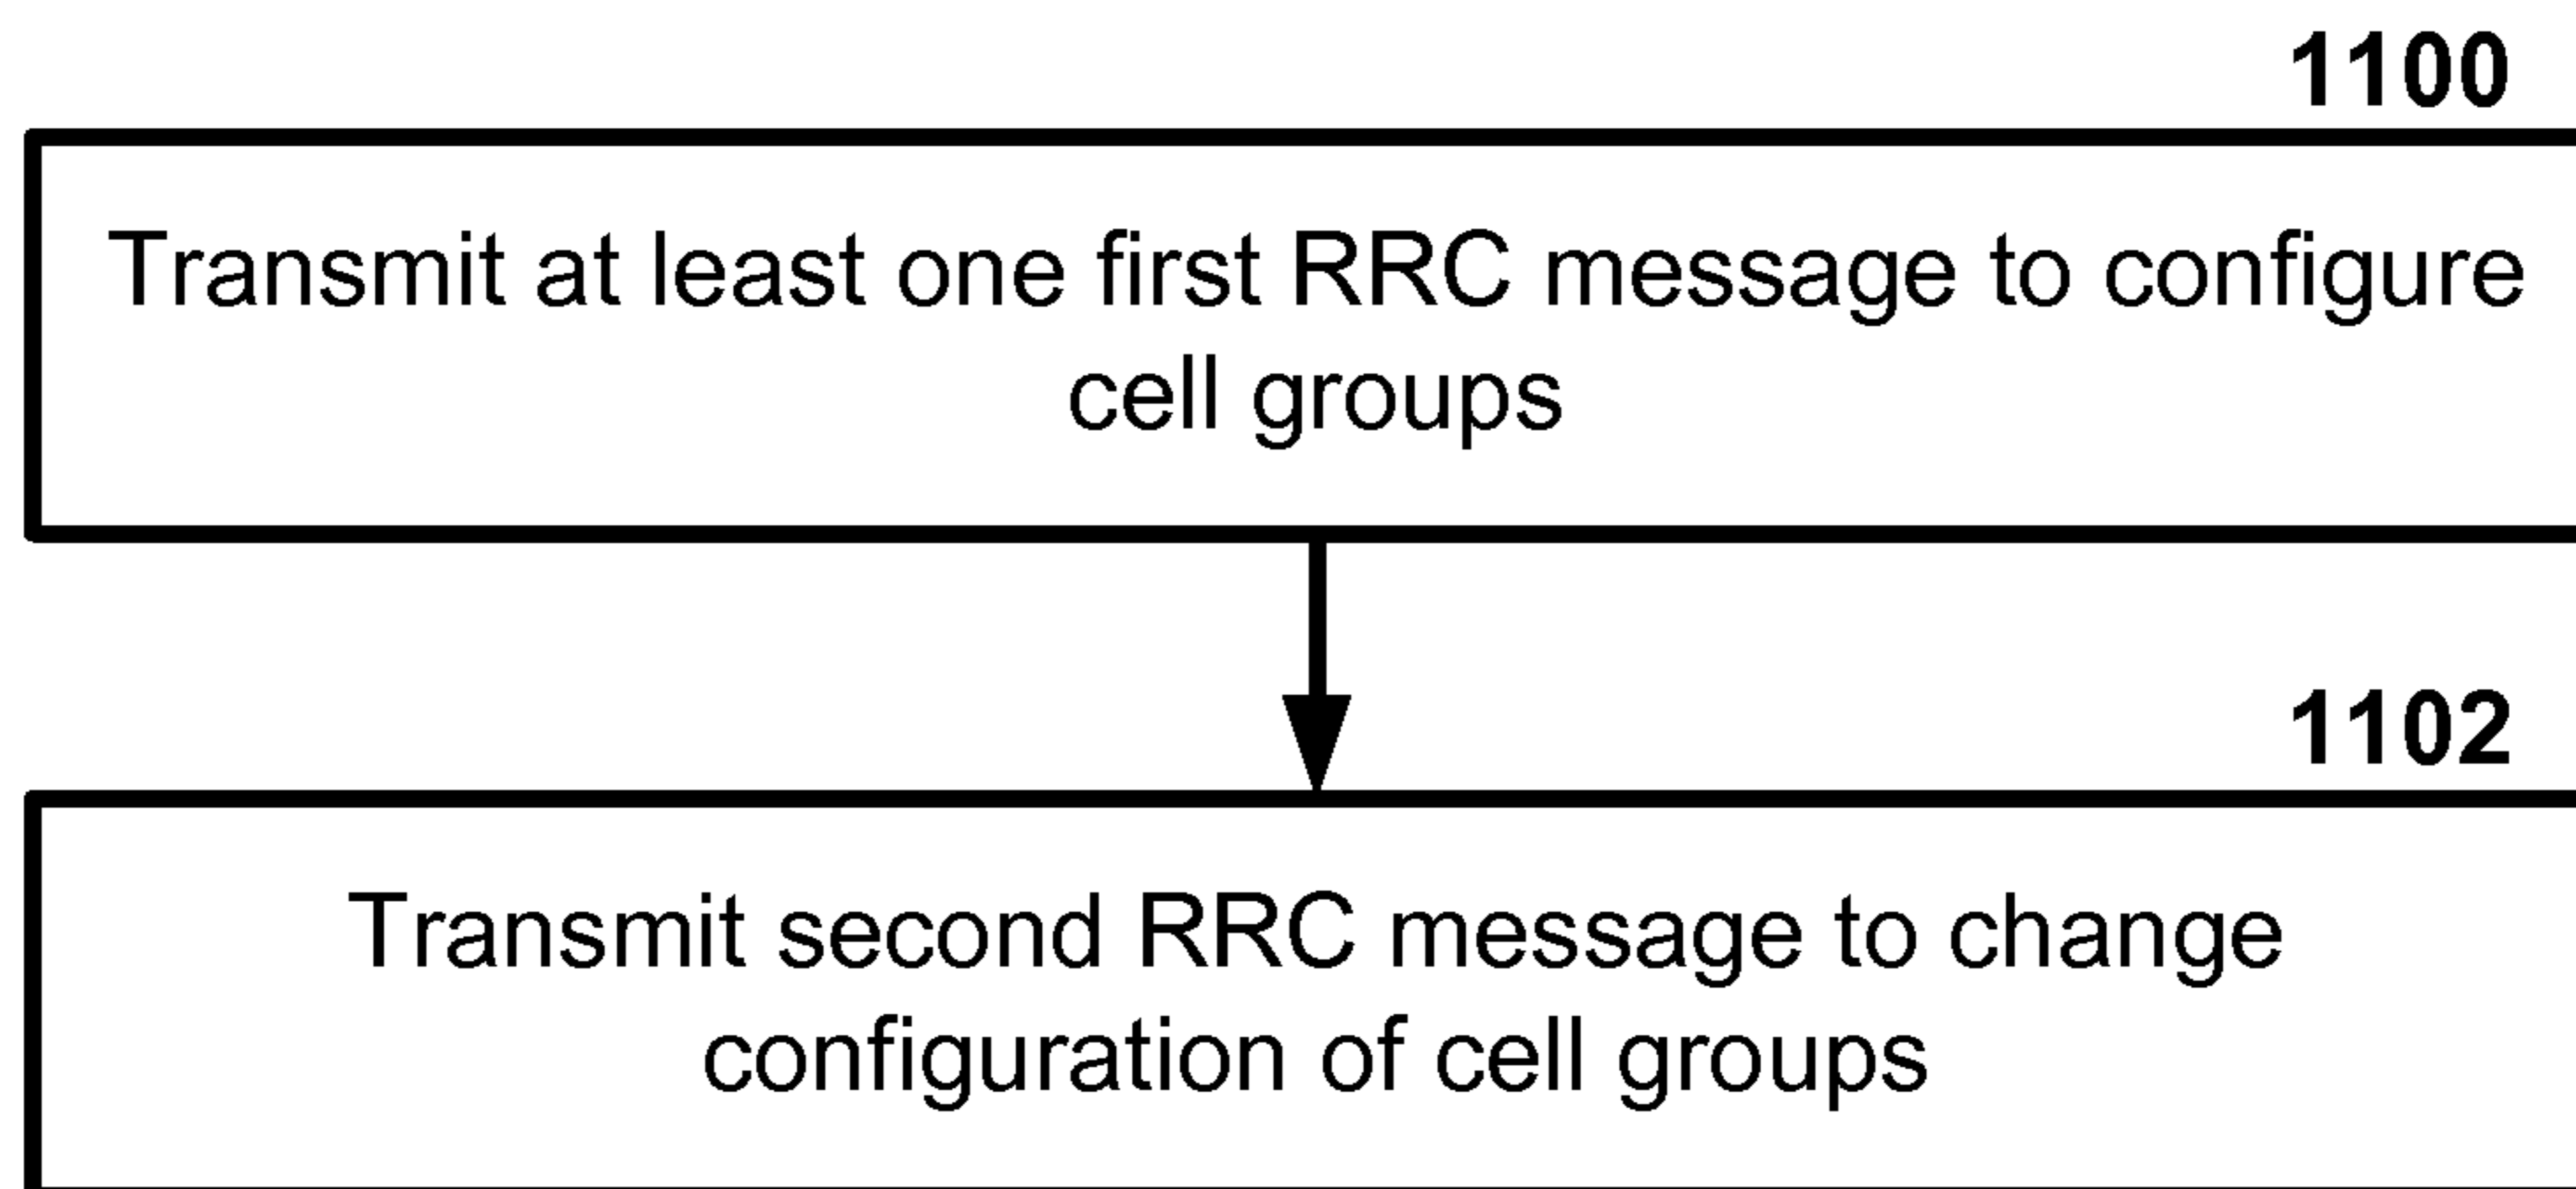 1100
Transmit at least one first RRC message to configure
cell groups
1102
Transmit second RRC message to change
configuration of cell groups